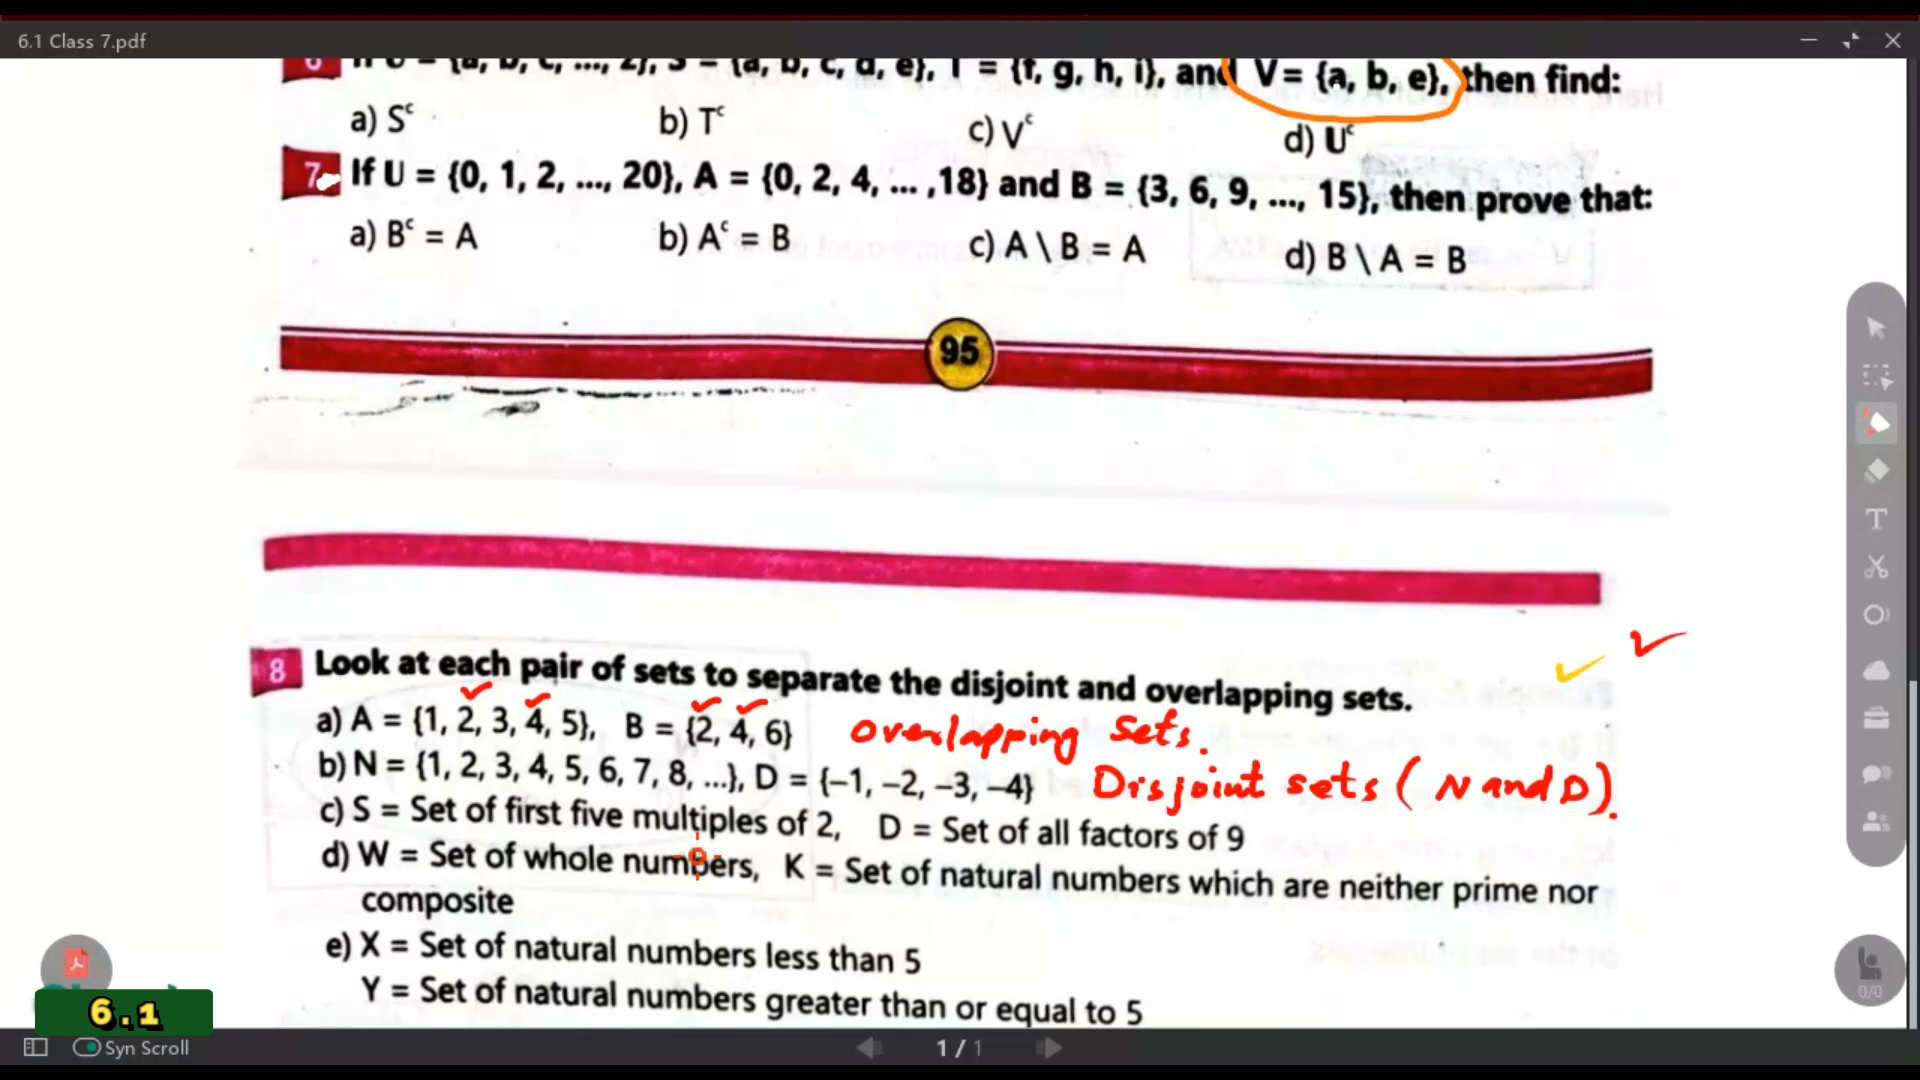 6.1 Class 7.pdf
6 If U = {a, b, c, ..., z}, S = {a, b, c, d, e}, T = {f, g, h, i}, and V= {a, b, e}, then find:
a) Sᶜ b) Tᶜ c) Vᶜ d) Uᶜ
7 If U = {0, 1, 2, ..., 20}, A = {0, 2, 4, ... ,18} and B = {3, 6, 9, ..., 15}, then prove that:
a) Bᶜ = A b) Aᶜ = B c) A \ B = A d) B \ A = B
95
8 Look at each pair of sets to separate the disjoint and overlapping sets.
a) A = {1, 2, 3, 4, 5}, B = {2, 4, 6} Overlapping Sets.
b) N = {1, 2, 3, 4, 5, 6, 7, 8, ...}, D = {–1, –2, –3, –4} Disjoint sets ( N and D ).
c) S = Set of first five multiples of 2, D = Set of all factors of 9
d) W = Set of whole numbers, K = Set of natural numbers which are neither prime nor
composite
e) X = Set of natural numbers less than 5
Y = Set of natural numbers greater than or equal to 5
6.1
0/0
Syn Scroll
1 / 1